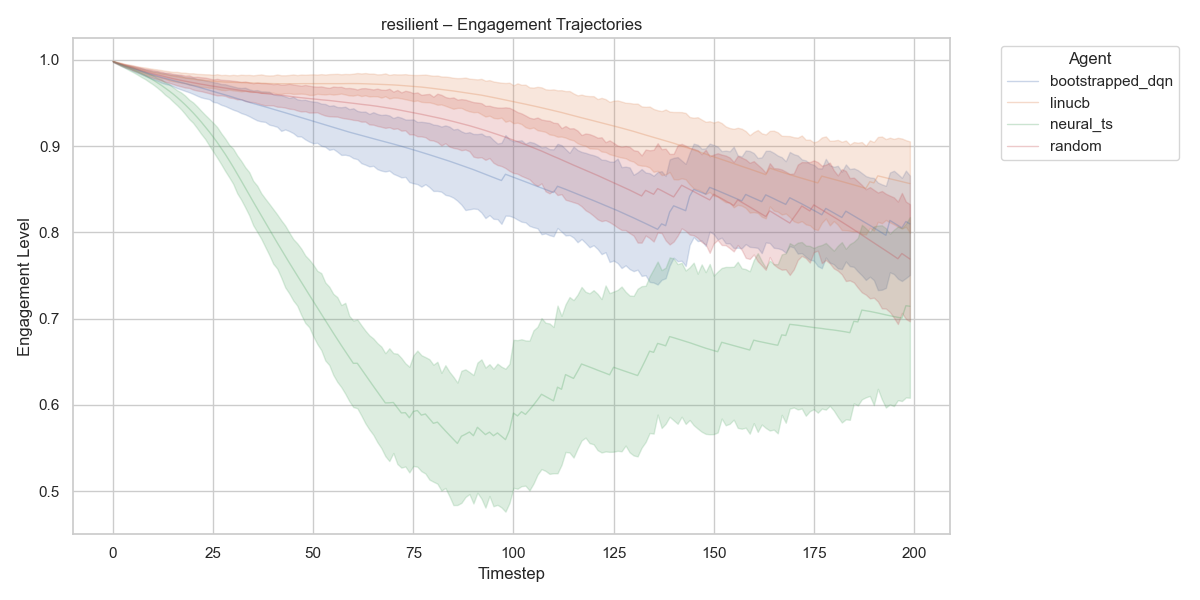 resilient – Engagement Trajectories
Agent
bootstrapped_dqn
linucb
neural_ts
random
Engagement Level
1.0
0.9
0.8
0.7
0.6
0.5
0 25 50 75 100 125 150 175 200
Timestep